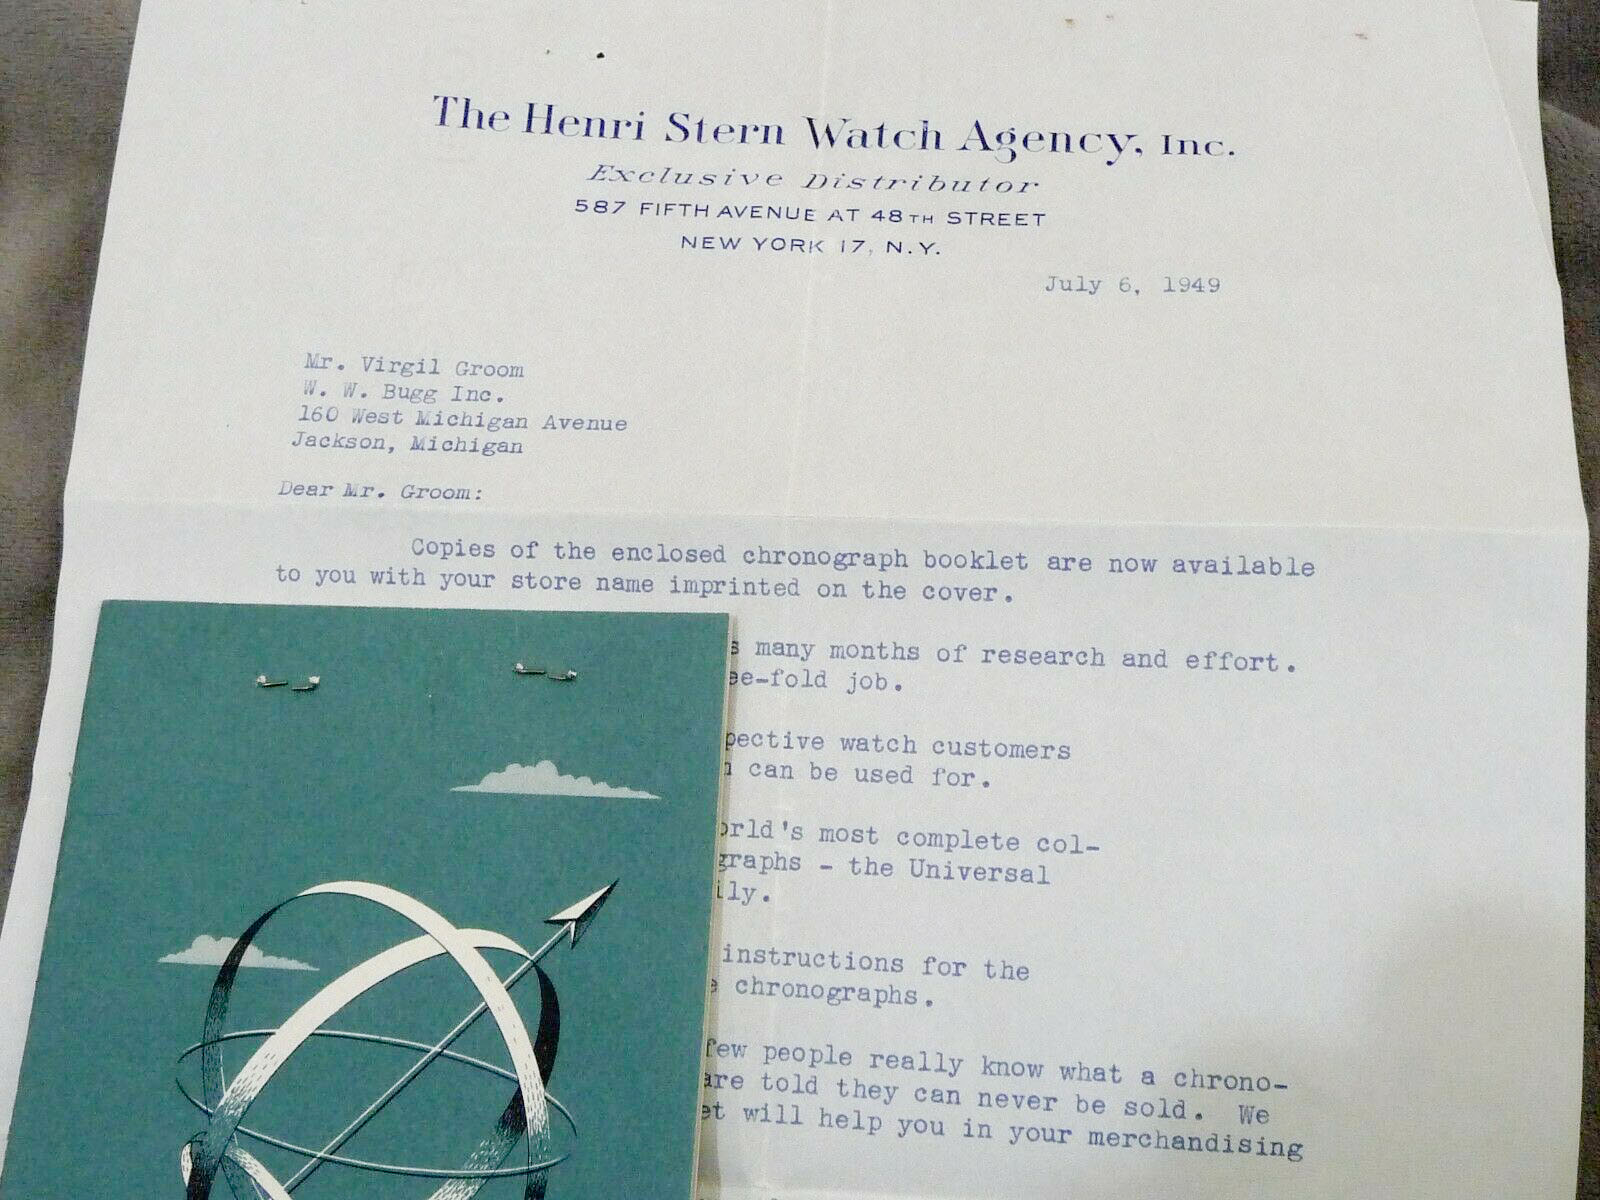 The Henri Stern Watch Agency, Inc.
Exclusive Distributor
587 FIFTH AVENUE AT 48TH STREET
NEW YORK 17, N.Y.
July 6, 1949
Mr. Virgil Groom
W. W. Bugg Inc.
160 West Michigan Avenue
Jackson, Michigan
Dear Mr. Groom:
Copies of the enclosed chronograph booklet are now available
to you with your store name imprinted on the cover.
many months of research and effort.
-fold job.
watch customers
can be used for.
most complete col-
- the Universal
instructions for the
chronographs.
few people really know what a chrono-
are told they can never be sold. We
will help you in your merchandising